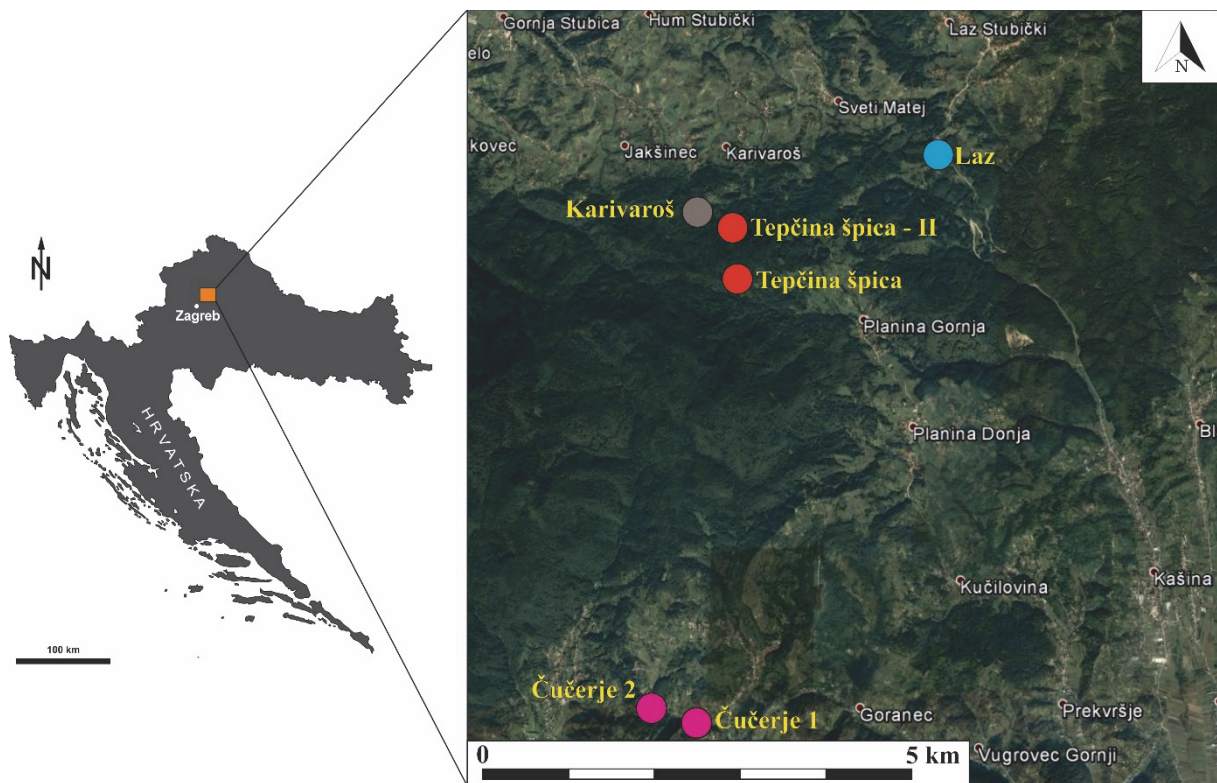 Gornja Stubica
Hum Stubički
Laz Stubički
elo
N
Sveti Matej
kovec
Jakšinec
Karivaroš
Laz
Karivaroš
Tepčina špica - II
Tepčina špica
N
Zagreb
Planina Gornja
HRVATSKA
Planina Donja
Bl
Kučilovina
Kašina
100 km
Čučerje 2
Čučerje 1
Goranec
Prekvršje
Vugrovec Gornji
0
5 km